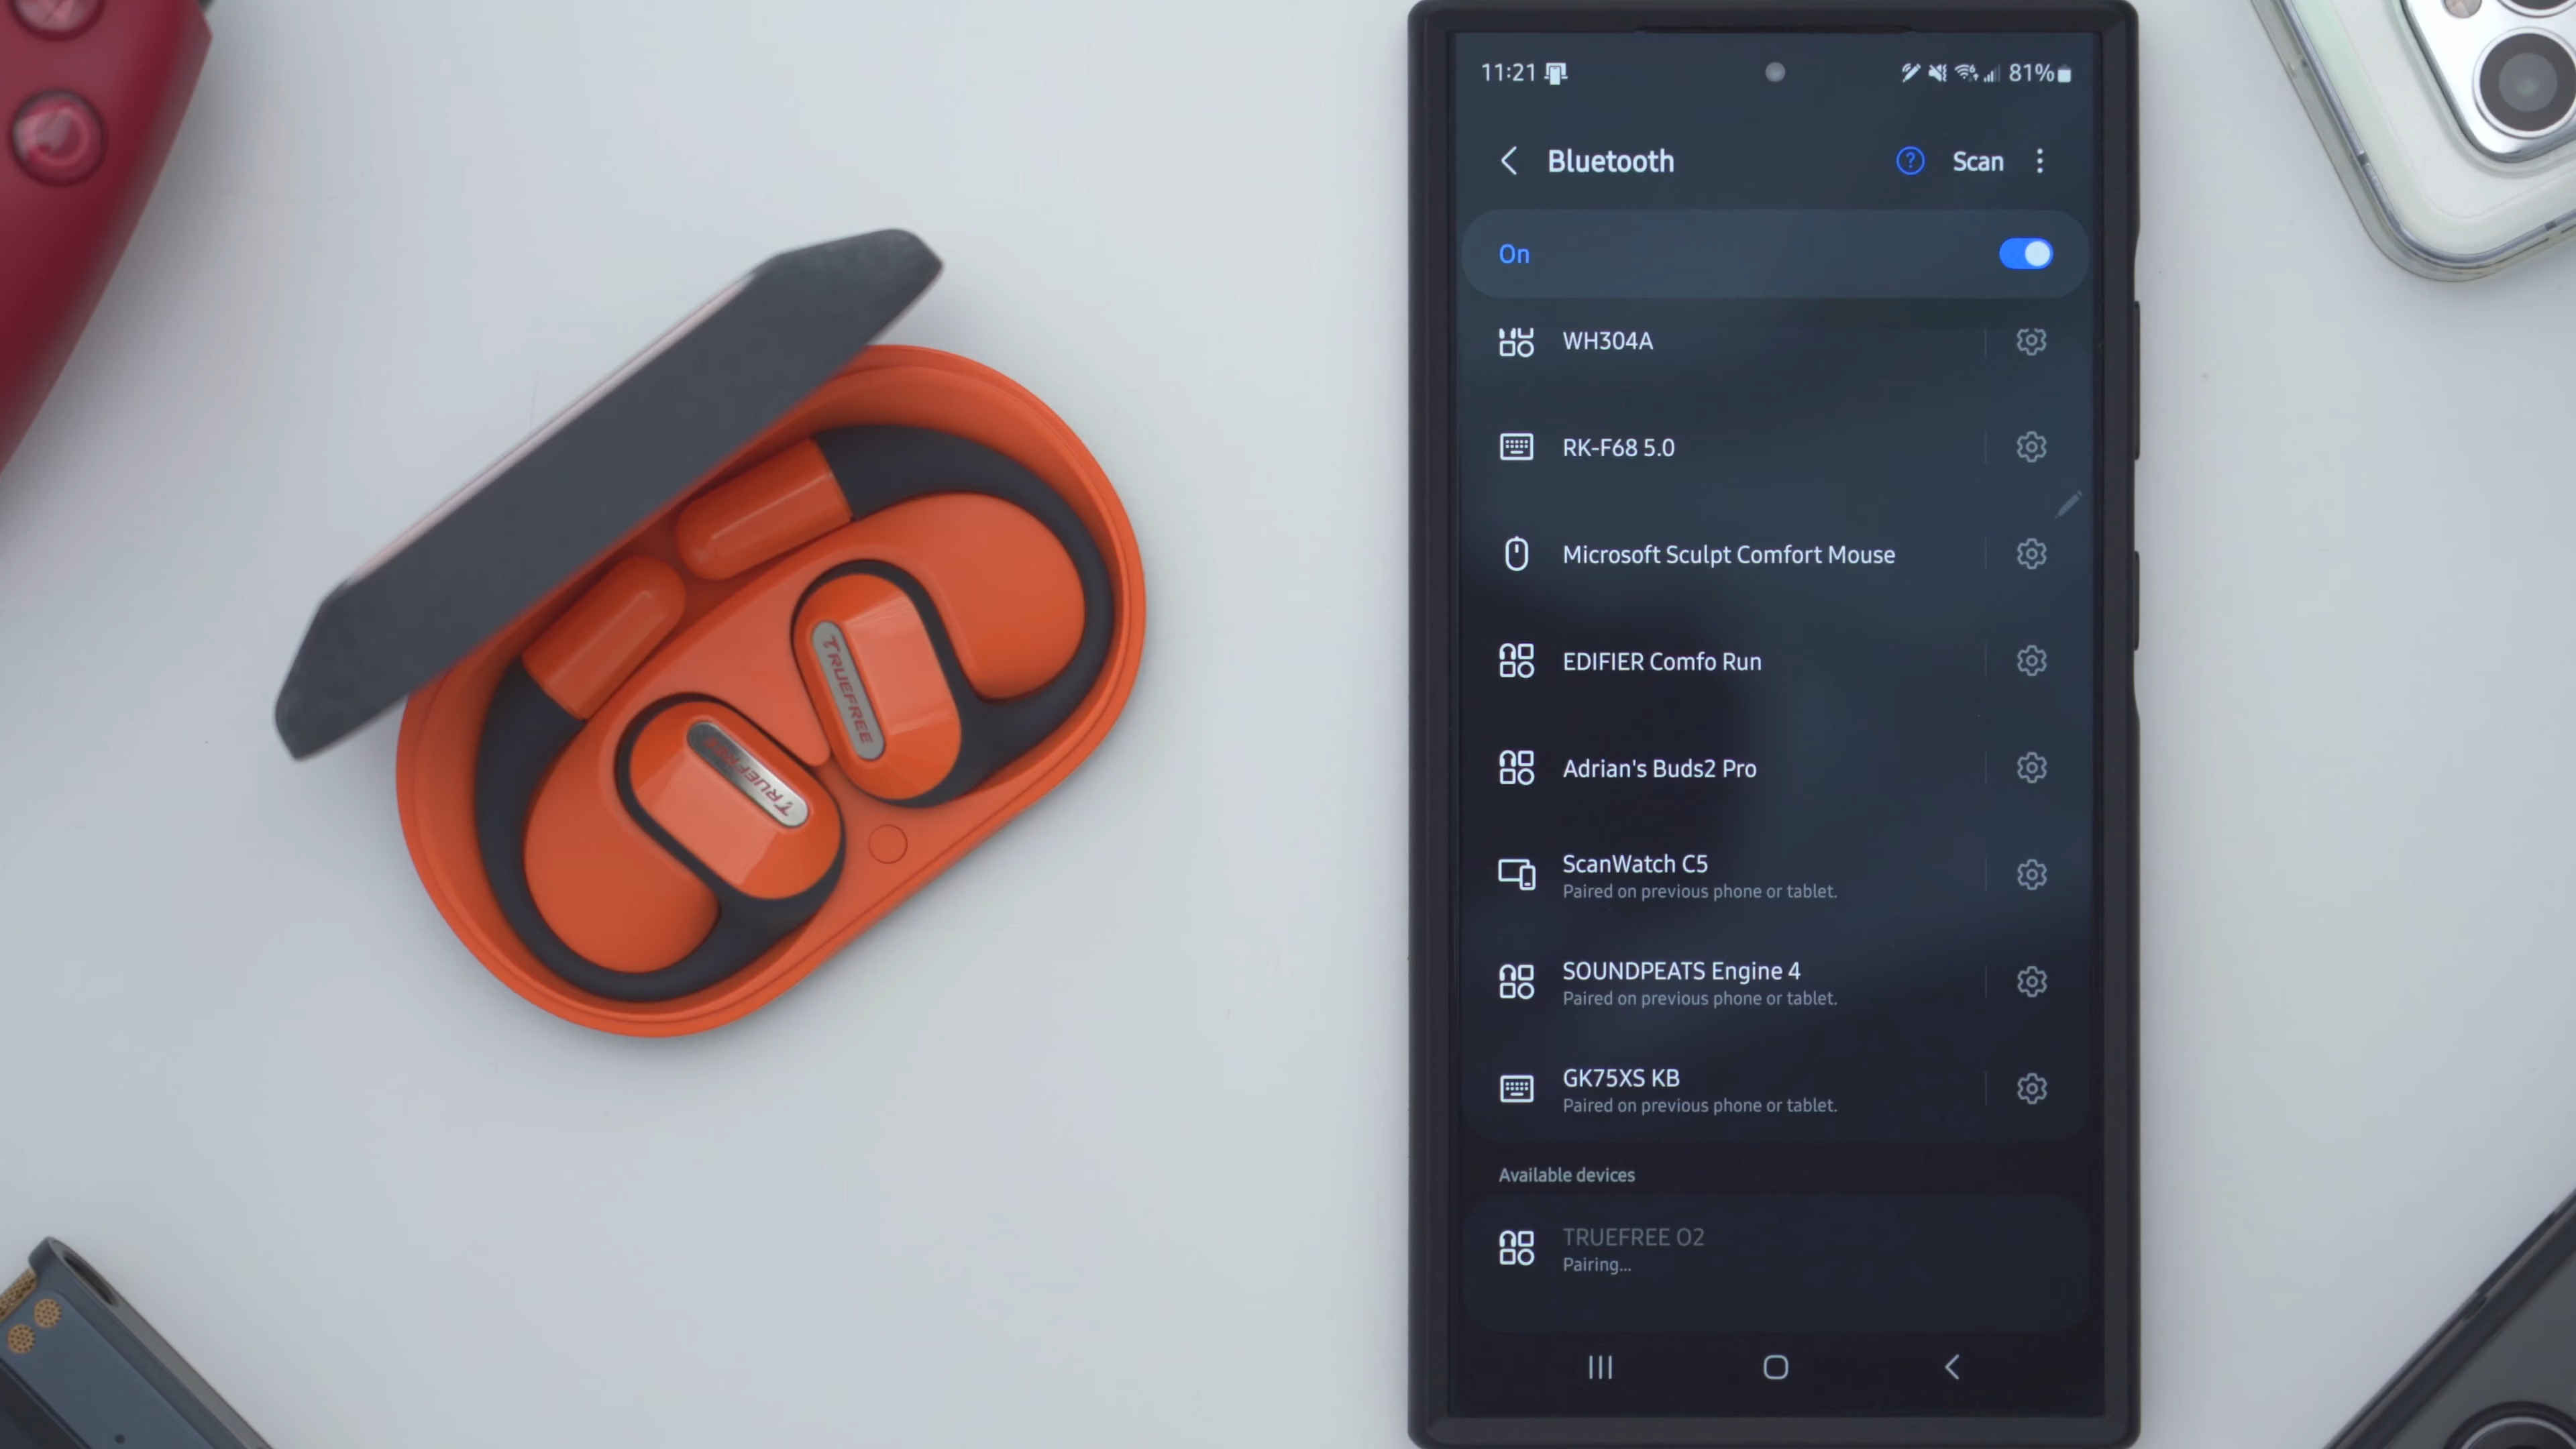 11:21
81%
Bluetooth
Scan
On
WH304A
RK-F68 5.0
Microsoft Sculpt Comfort Mouse
EDIFIER Comfo Run
Adrian's Buds2 Pro
ScanWatch C5
Paired on previous phone or tablet.
SOUNDPEATS Engine 4
Paired on previous phone or tablet.
GK75XS KB
Paired on previous phone or tablet.
Available devices
TRUEFREE O2
Pairing...
TRUEFREE
TRUEFREE